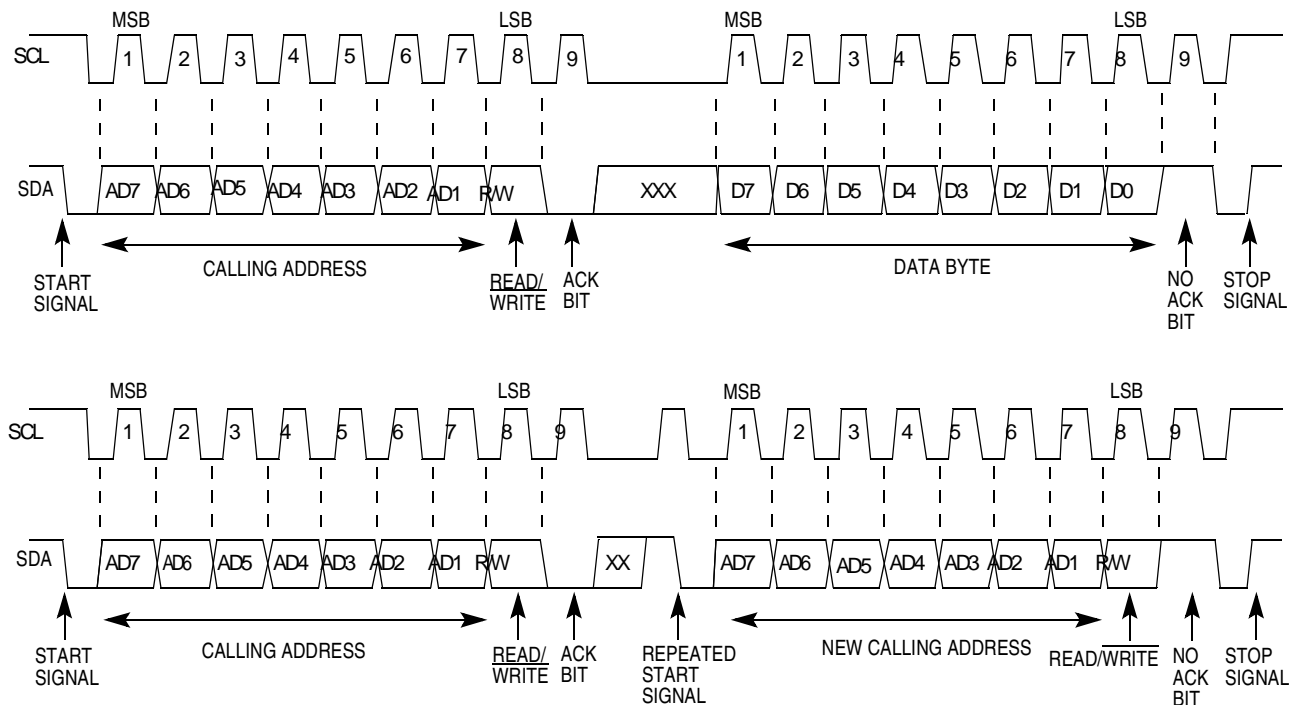 MSB LSB MSB LSB
SCL 1 2 3 4 5 6 7 8 9 1 2 3 4 5 6 7 8 9
SDA AD7 AD6 AD5 AD4 AD3 AD2 AD1 R/W XXX D7 D6 D5 D4 D3 D2 D1 D0
CALLING ADDRESS DATA BYTE
START SIGNAL
READ/WRITE
ACK BIT
NO ACK BIT
STOP SIGNAL
MSB LSB MSB LSB
SCL 1 2 3 4 5 6 7 8 9 1 2 3 4 5 6 7 8 9
SDA AD7 AD6 AD5 AD4 AD3 AD2 AD1 R/W XX AD7 AD6 AD5 AD4 AD3 AD2 AD1 R/W
CALLING ADDRESS NEW CALLING ADDRESS
START SIGNAL
READ/WRITE
ACK BIT
REPEATED START SIGNAL
READ/WRITE
NO ACK BIT
STOP SIGNAL